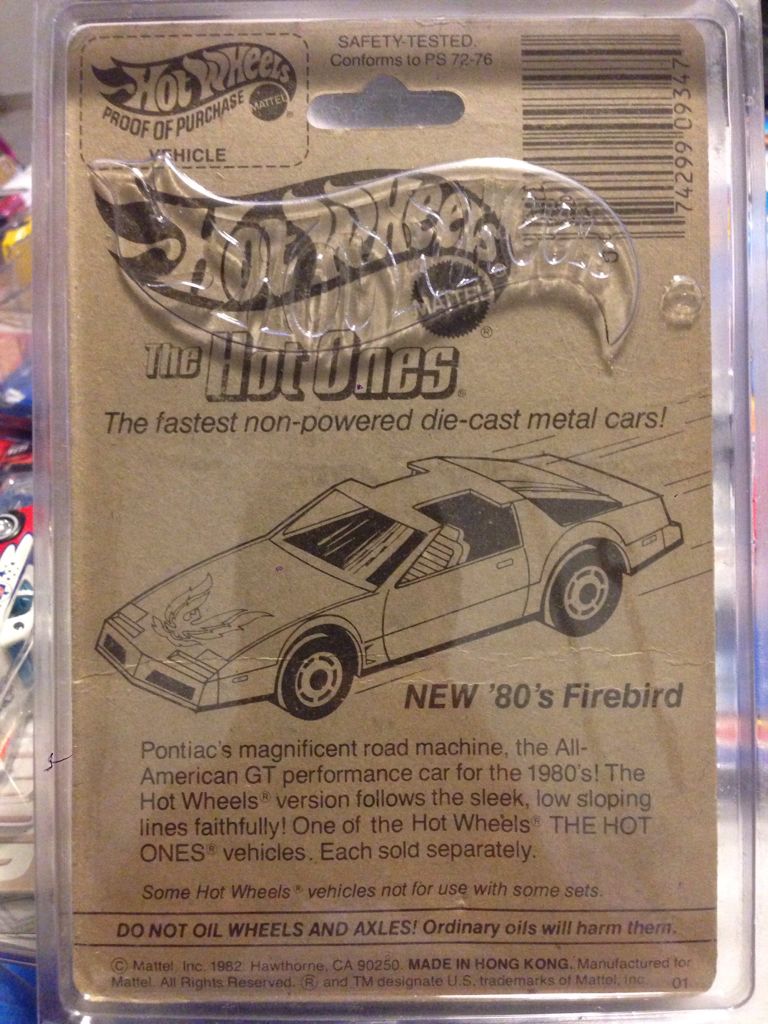 Hot Wheels
MATTEL
®
PROOF OF PURCHASE
VEHICLE
SAFETY-TESTED.
Conforms to PS 72-76
74299 09347
Hot Wheels
MATTEL
®
The Hot Ones®
The fastest non-powered die-cast metal cars!
NEW '80's Firebird
Pontiac's magnificent road machine, the All-
American GT performance car for the 1980's! The
Hot Wheels® version follows the sleek, low sloping
lines faithfully! One of the Hot Wheels® THE HOT
ONES® vehicles. Each sold separately.
Some Hot Wheels® vehicles not for use with some sets.
DO NOT OIL WHEELS AND AXLES! Ordinary oils will harm them.
© Mattel, Inc. 1982. Hawthorne, CA 90250. MADE IN HONG KONG. Manufactured for
Mattel. All Rights Reserved. ® and TM designate U.S. trademarks of Mattel, Inc. 01